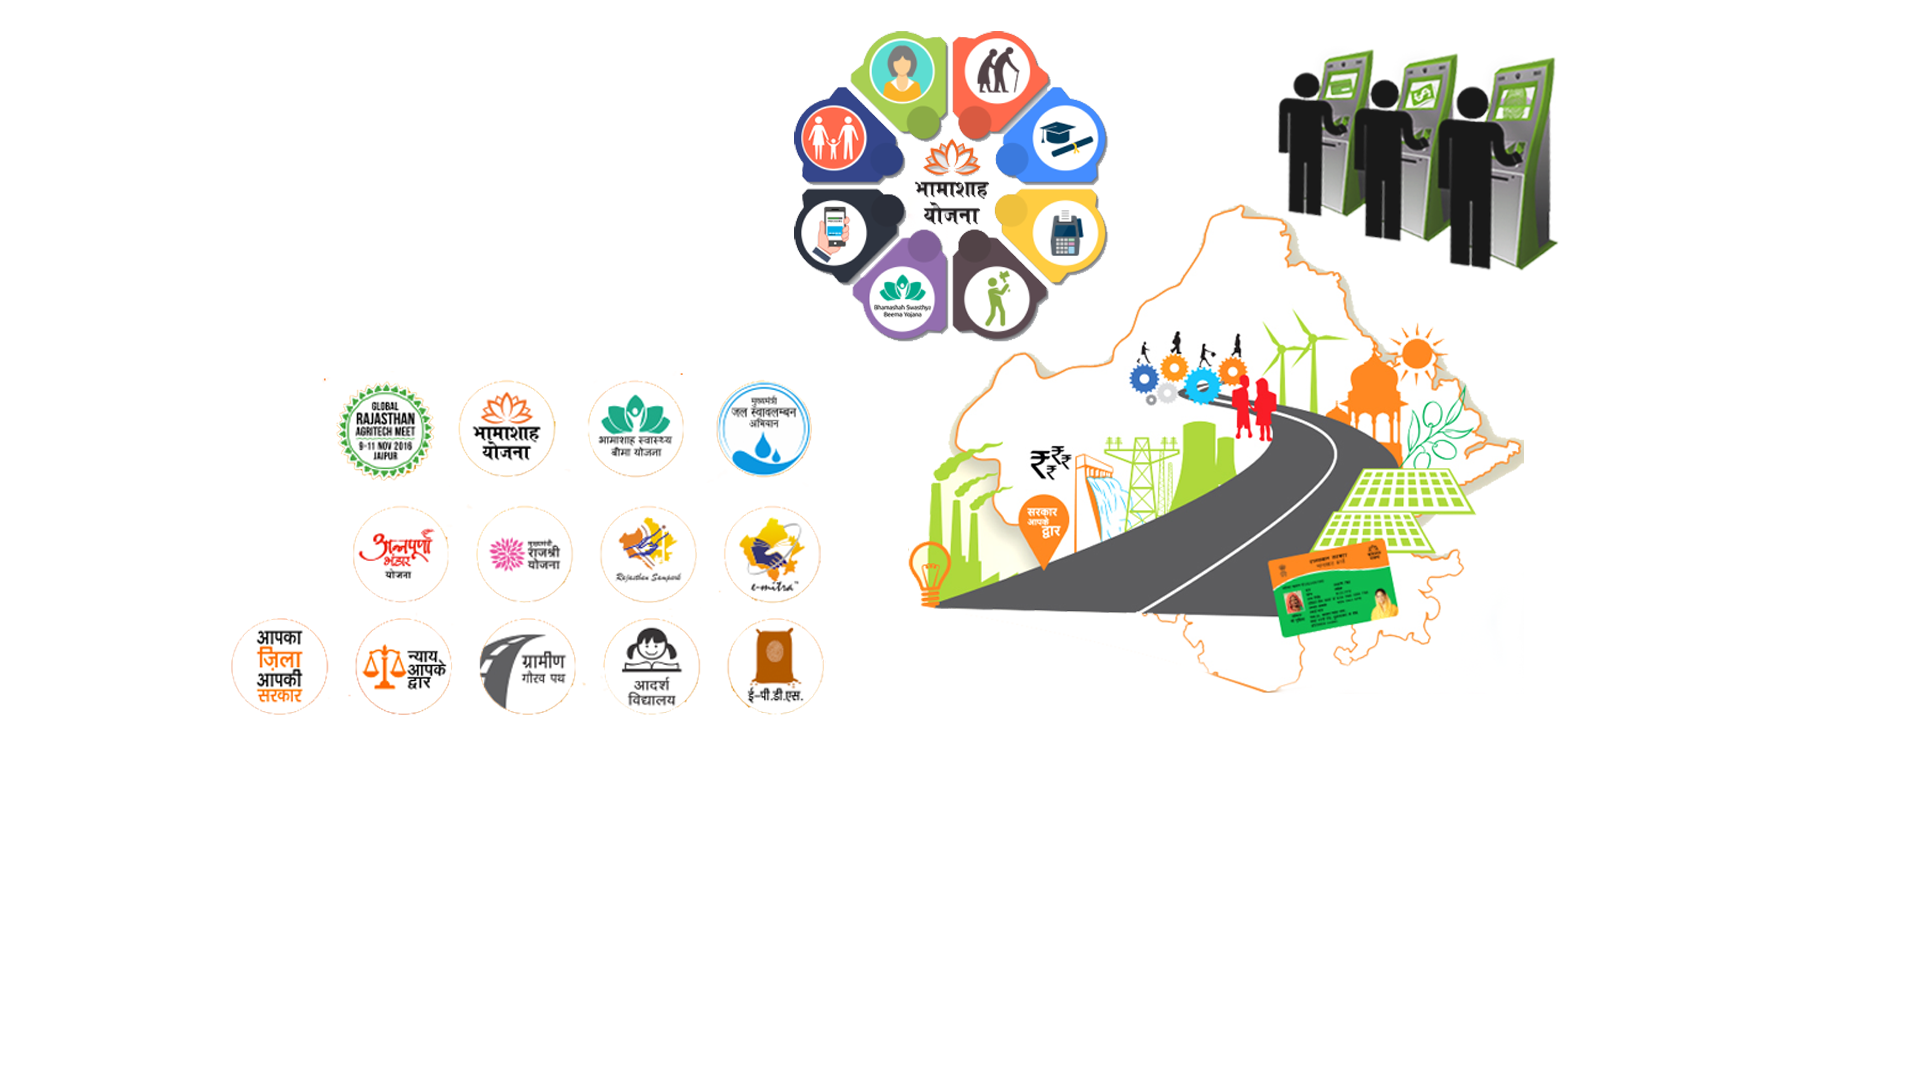 भामाशाह
योजना
Bhamashah Swasthya
Beema Yojana
GLOBAL
RAJASTHAN
AGRITECH MEET
9-11 NOV 2016
JAIPUR
भामाशाह
योजना
भामाशाह स्वास्थ्य
बीमा योजना
मुख्यमंत्री
जल स्वावलम्बन
अभियान
सरकार
आपके
द्वार
अन्नपूर्णा
भंडार
योजना
मुख्यमंत्री
राजश्री
योजना
Rajasthan Sampark
e-mitra™
आपका
जिला
आपकी
सरकार
न्याय
आपके
द्वार
ग्रामीण
गौरव पथ
आदर्श
विद्यालय
ई-पी.डी.एस.